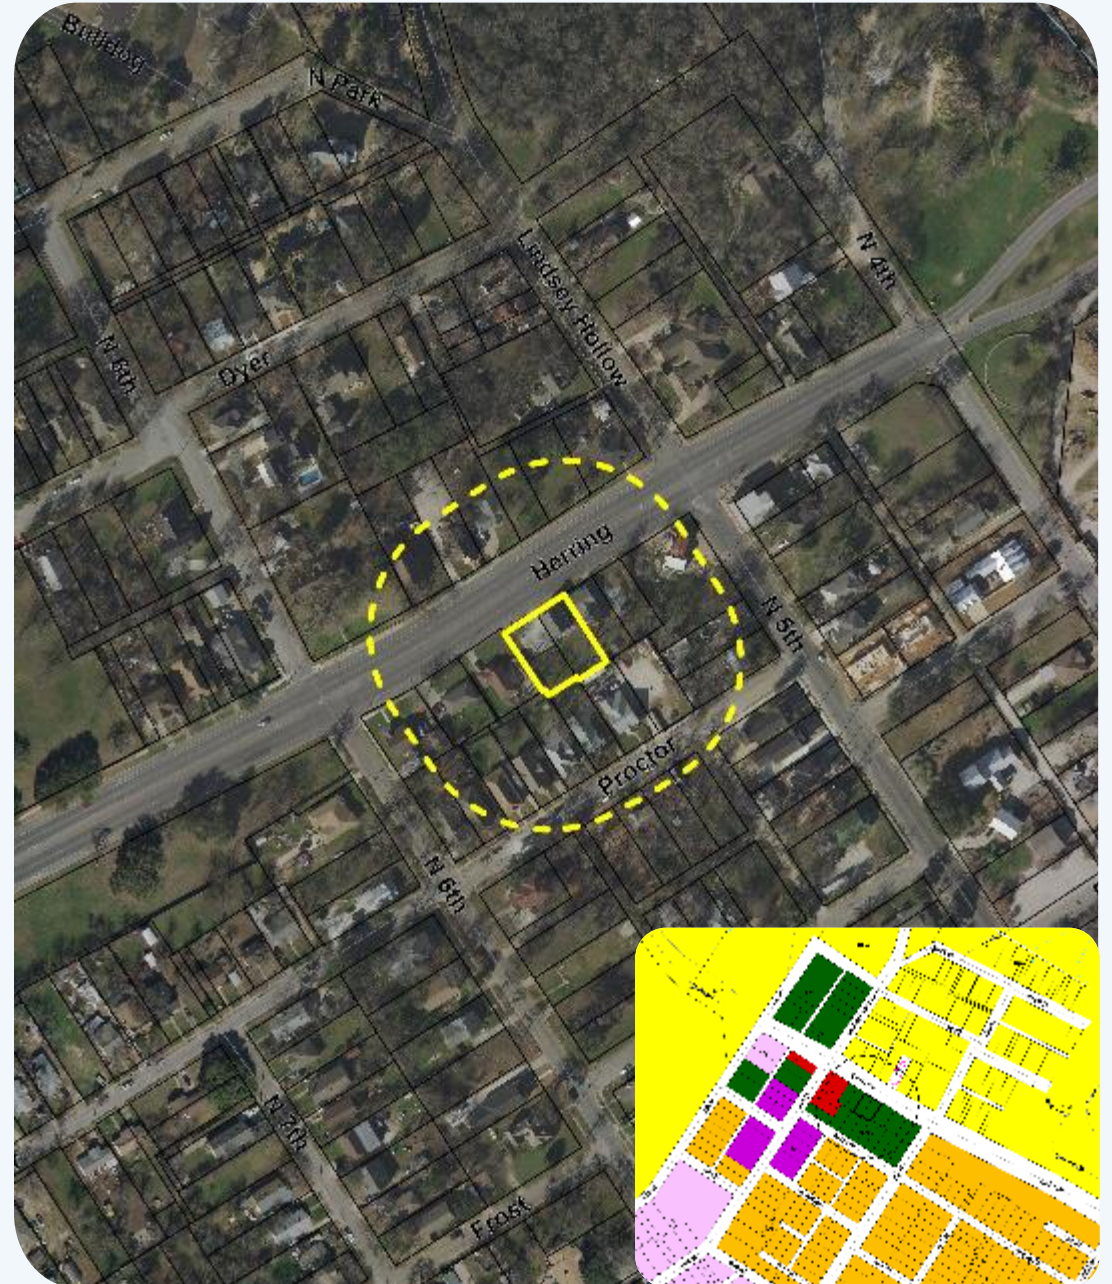 Bulldog
N Park
N 4th
Lindsey Hollow
N 6th
Dyer
Herring
N 5th
Proctor
N 6th
N 7th
Frost